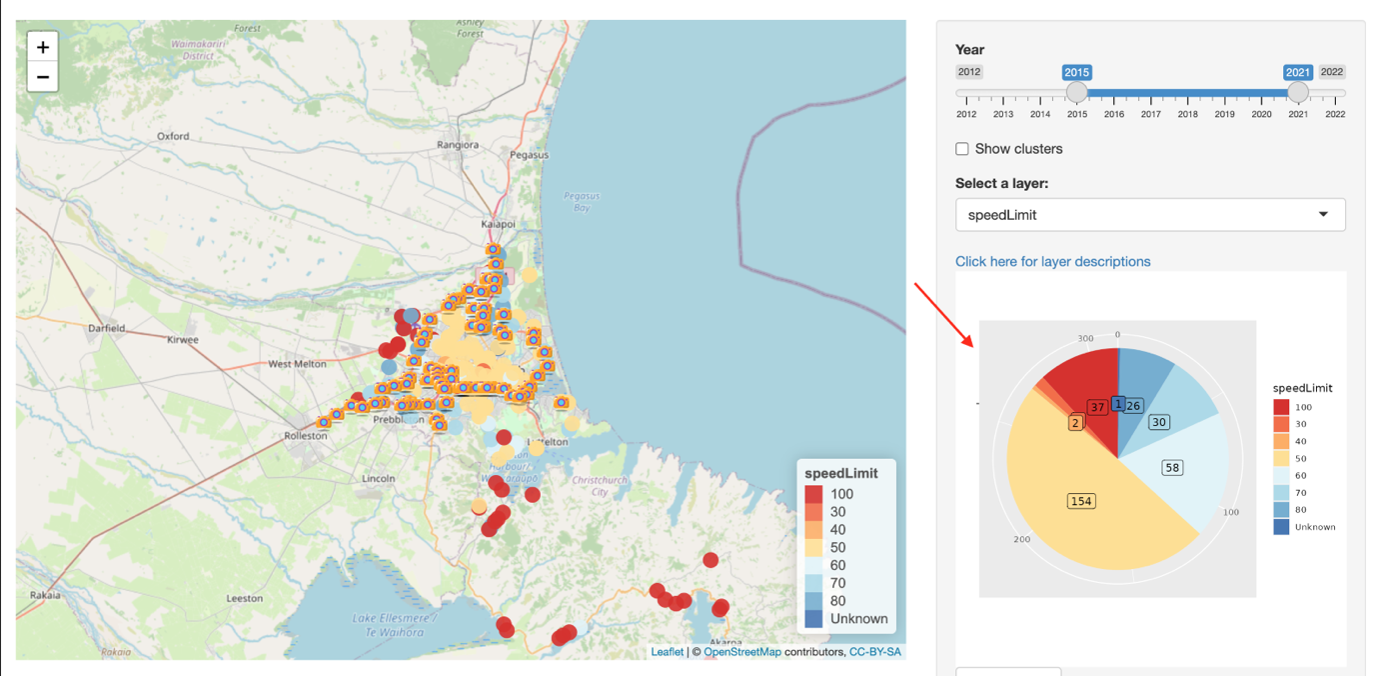 +
−
Forest
Ashley
Forest
Waimakariri
District
Oxford
Rangiora
Pegasus
Pegasus
Bay
Kaiapoi
Darfield
Kirwee
West Melton
Prebbl
Rolleston
Lyttelton
Harbour/
Lincoln
Christchurch
City
Rakaia
Leeston
Lake Ellesmere /
Te Waihora
Akaroa
Rakaia
speedLimit
100
30
40
50
60
70
80
Unknown
Leaflet | © OpenStreetMap contributors, CC-BY-SA
Year
2012 2015 2021 2022
2012 2013 2014 2015 2016 2017 2018 2019 2020 2021 2022
Show clusters
Select a layer:
speedLimit
Click here for layer descriptions
0
300
37 1 26
2 30
58
154
100
200
speedLimit
100
30
40
50
60
70
80
Unknown